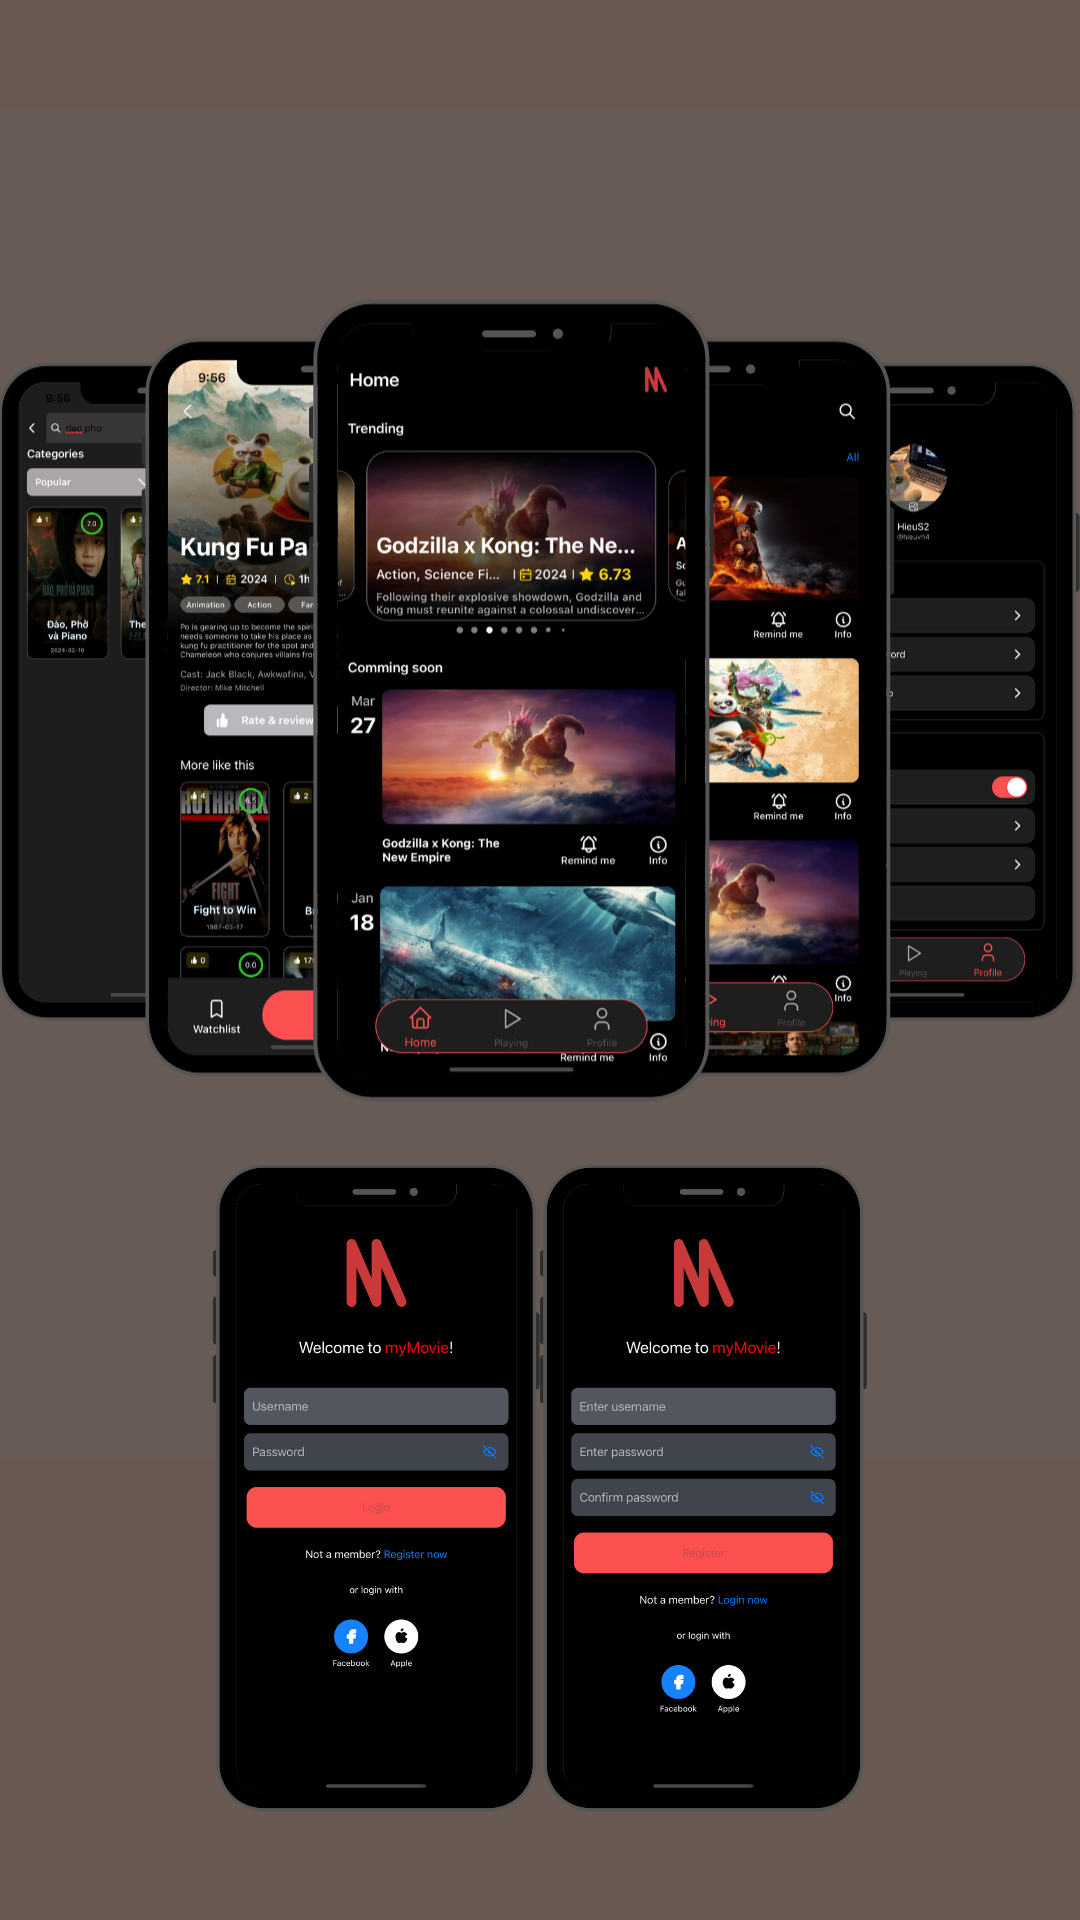 9:56
dao pho
Categories
Popular
1
7.0
ĐÀO, PHỞ VÀ PIANO
Đào, Phở
và Piano
2024-02-10
3
The
9:56
Kung Fu Pa
7.1 | 2024 | 1h
Animation
Action
Fan
Po is gearing up to become the spiri
needs someone to take his place as
kung fu practitioner for the spot and
Chameleon who conjures villains fro
Cast: Jack Black, Awkwafina, V
Director: Mike Mitchell
Rate & review
More like this
4
6.5
ROTHROCK
FIGHT
Fight to Win
1987-03-17
2
0
0.0
Watchlist
Home
Trending
Godzilla x Kong: The Ne...
Action, Science Fi... | 2024 | 6.73
Following their explosive showdown, Godzilla and
Kong must reunite against a colossal undiscover...
Comming soon
Mar
27
Godzilla x Kong: The
New Empire
Remind me
Info
Jan
18
Remind me
Info
Home
Playing
Profile
All
Remind me
Info
Remind me
Info
Info
ing
Profile
HieuS2
@hieuvh4
ord
Playing
Profile
Welcome to myMovie!
Username
Password
Login
Not a member? Register now
or login with
Facebook
Apple
Welcome to myMovie!
Enter username
Enter password
Confirm password
Register
Not a member? Login now
or login with
Facebook
Apple